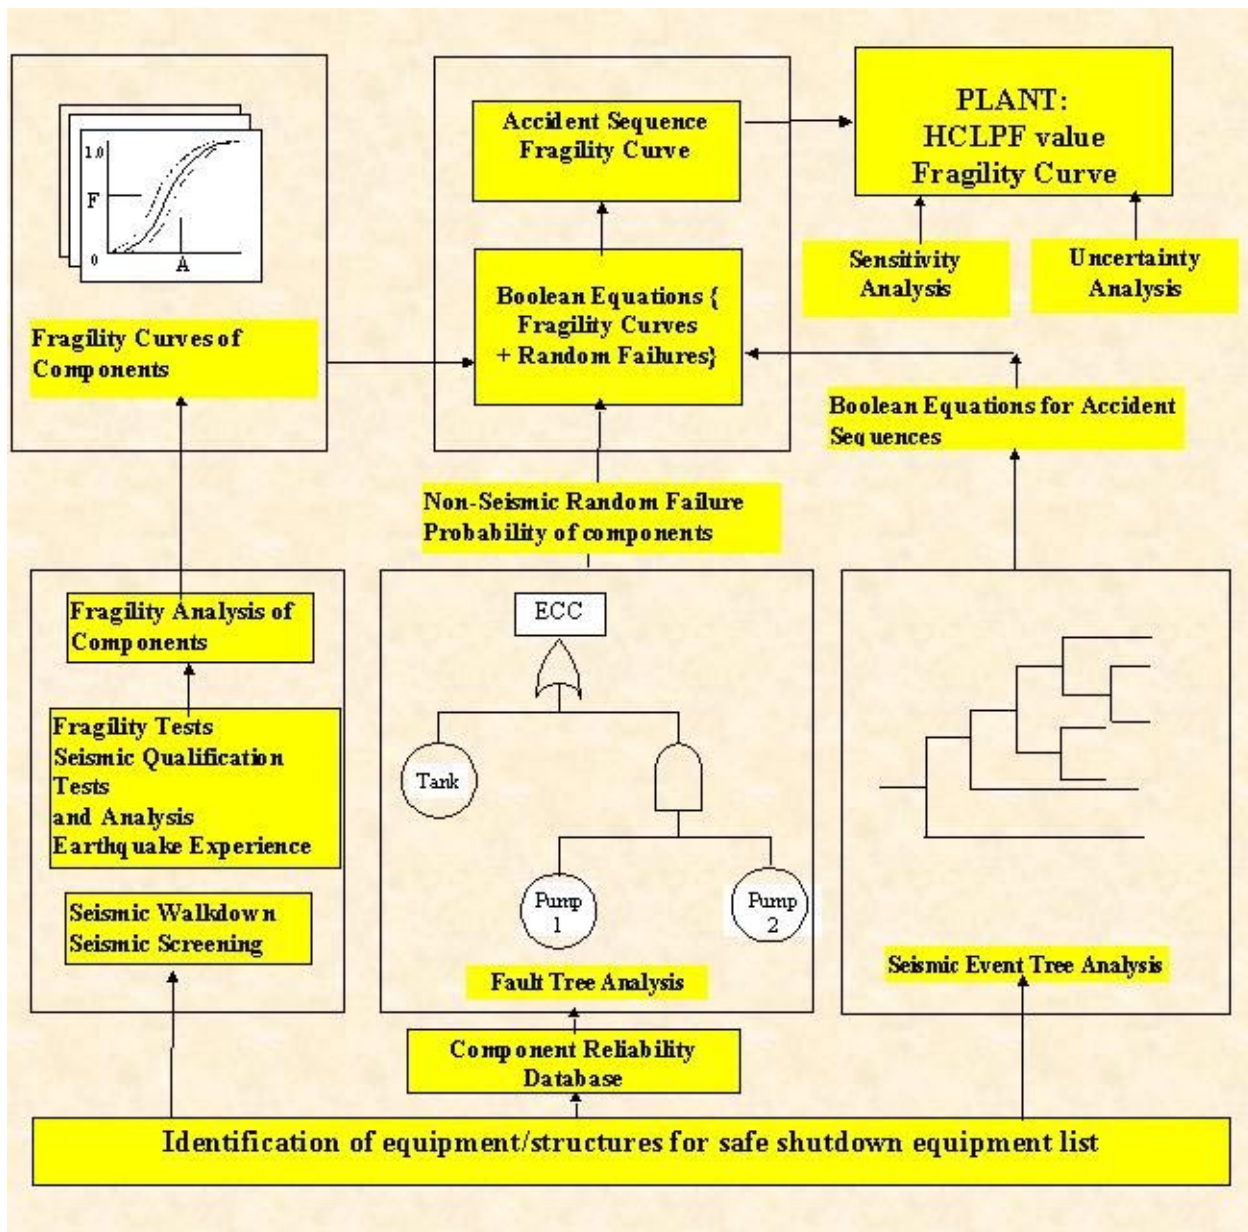 PLANT:
HCLPF value
Fragility Curve
Accident Sequence
Fragility Curve
1.0
F
0
A
Sensitivity
Analysis
Uncertainty
Analysis
Boolean Equations {
Fragility Curves
+ Random Failures}
Fragility Curves of
Components
Boolean Equations for Accident
Sequences
Non-Seismic Random Failure
Probability of components
Fragility Analysis of
Components
ECC
Fragility Tests
Seismic Qualification
Tests
and Analysis
Earthquake Experience
Tank
Pump
1
Pump
2
Seismic Walkdown
Seismic Screening
Fault Tree Analysis
Seismic Event Tree Analysis
Component Reliability
Database
Identification of equipment/structures for safe shutdown equipment list